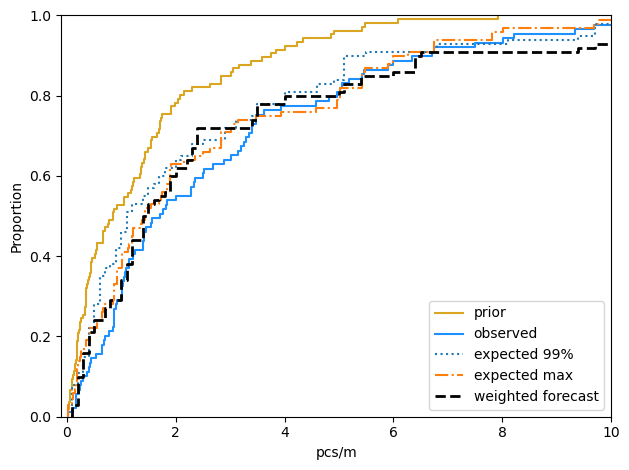 1.0
0.8
0.6
0.4
0.2
0.0
Proportion
prior
observed
expected 99%
expected max
weighted forecast
0 2 4 6 8 10
pcs/m